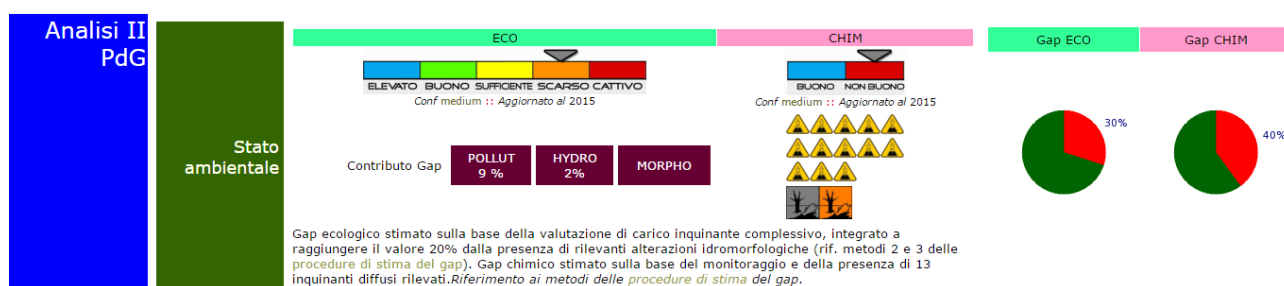 Analisi II
PdG
Stato
ambientale
ECO
CHIM
ELEVATO BUONO SUFFICIENTE SCARSO CATTIVO
Conf medium :: Aggiornato al 2015
BUONO NON BUONO
Conf medium :: Aggiornato al 2015
Contributo Gap
POLLUT
9 %
HYDRO
2%
MORPHO
Gap ecologico stimato sulla base della valutazione di carico inquinante complessivo, integrato a
raggiungere il valore 20% dalla presenza di rilevanti alterazioni idromorfologiche (rif. metodi 2 e 3 delle
procedure di stima del gap). Gap chimico stimato sulla base del monitoraggio e della presenza di 13
inquinanti diffusi rilevati.Riferimento ai metodi delle procedure di stima del gap.
Gap ECO
Gap CHIM
30%
40%